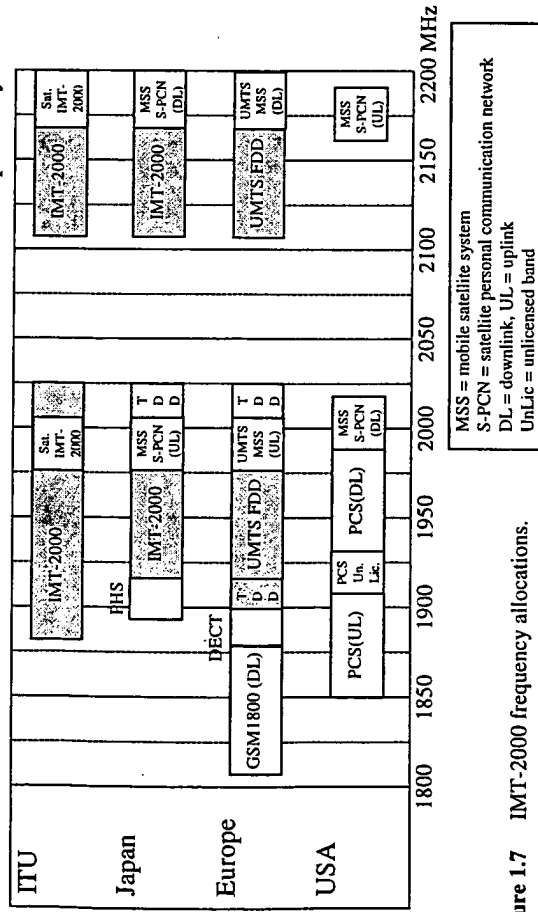 ITU
IMT-2000
Sat.
IMT-
2000
IMT-2000
Sat.
IMT-
2000
Japan
PHS
IMT-2000
MSS
S-PCN
(UL)
T
D
D
IMT-2000
MSS
S-PCN
(DL)
Europe
GSM1800 (DL)
DECT
T
D
D
UMTS FDD
UMTS
MSS
(UL)
T
D
D
UMTS FDD
UMTS
MSS
(DL)
USA
PCS(UL)
PCS
Un.
Lic.
PCS(DL)
MSS
S-PCN
(DL)
MSS
S-PCN
(UL)
1800 1850 1900 1950 2000 2050 2100 2150 2200 MHz
MSS = mobile satellite system
S-PCN = satellite personal communication network
DL = downlink, UL = uplink
UnLic = unlicensed band
ure 1.7 IMT-2000 frequency allocations.